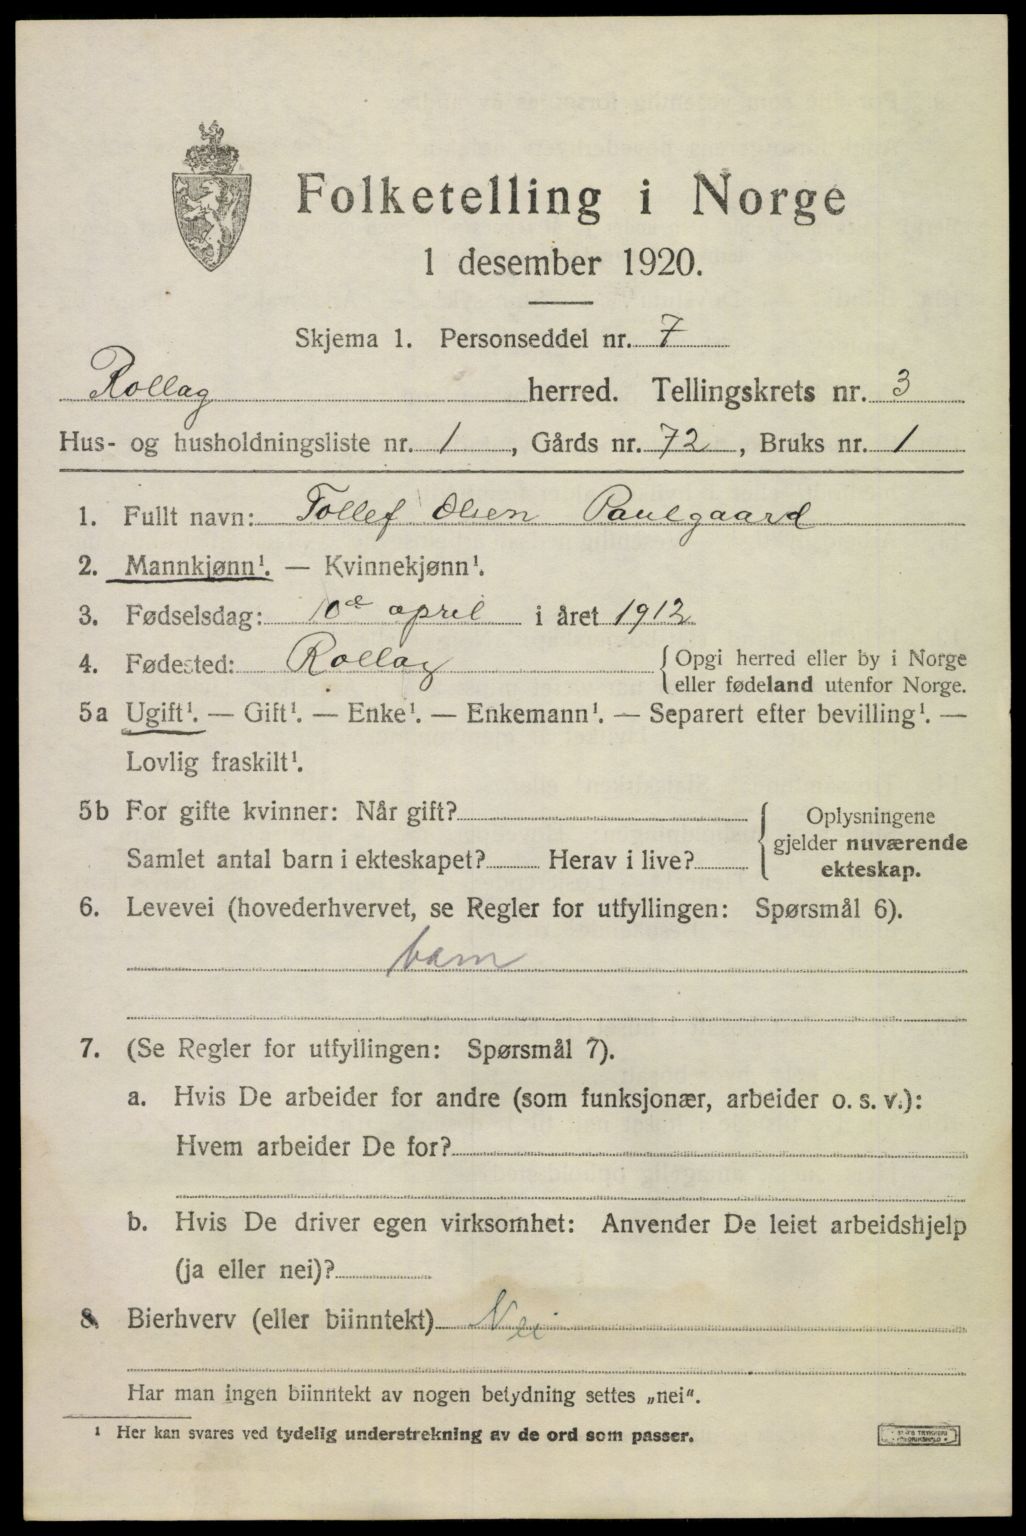 Folketelling i Norge
1 desember 1920.
Skjema 1. Personseddel nr. 7
Rollag herred. Tellingskrets nr. 3
Hus- og husholdningsliste nr. 1, Gårds nr. 72, Bruks nr. 1
1. Fullt navn: Tollef Olsen Paulgaard
2. Mannkjønn¹. — Kvinnekjønn¹.
3. Fødselsdag: 10de april i året 1912
4. Fødested: Rollag { Opgi herred eller by i Norge
eller fødeland utenfor Norge.
5a Ugift¹. — Gift¹. — Enke¹. — Enkemann¹. — Separert efter bevilling¹. —
Lovlig fraskilt¹.
5b For gifte kvinner: Når gift?
Samlet antal barn i ekteskapet? Herav i live?
Oplysningene
gjelder nuværende
ekteskap.
6. Levevei (hovederhvervet, se Regler for utfyllingen: Spørsmål 6).
barn
7. (Se Regler for utfyllingen: Spørsmål 7).
a. Hvis De arbeider for andre (som funksjonær, arbeider o. s. v.):
Hvem arbeider De for?
b. Hvis De driver egen virksomhet: Anvender De leiet arbeidshjelp
(ja eller nei)?
8. Bierhverv (eller biinntekt) Nei
Har man ingen biinntekt av nogen betydning settes „nei".
¹ Her kan svares ved tydelig understrekning av de ord som passer.